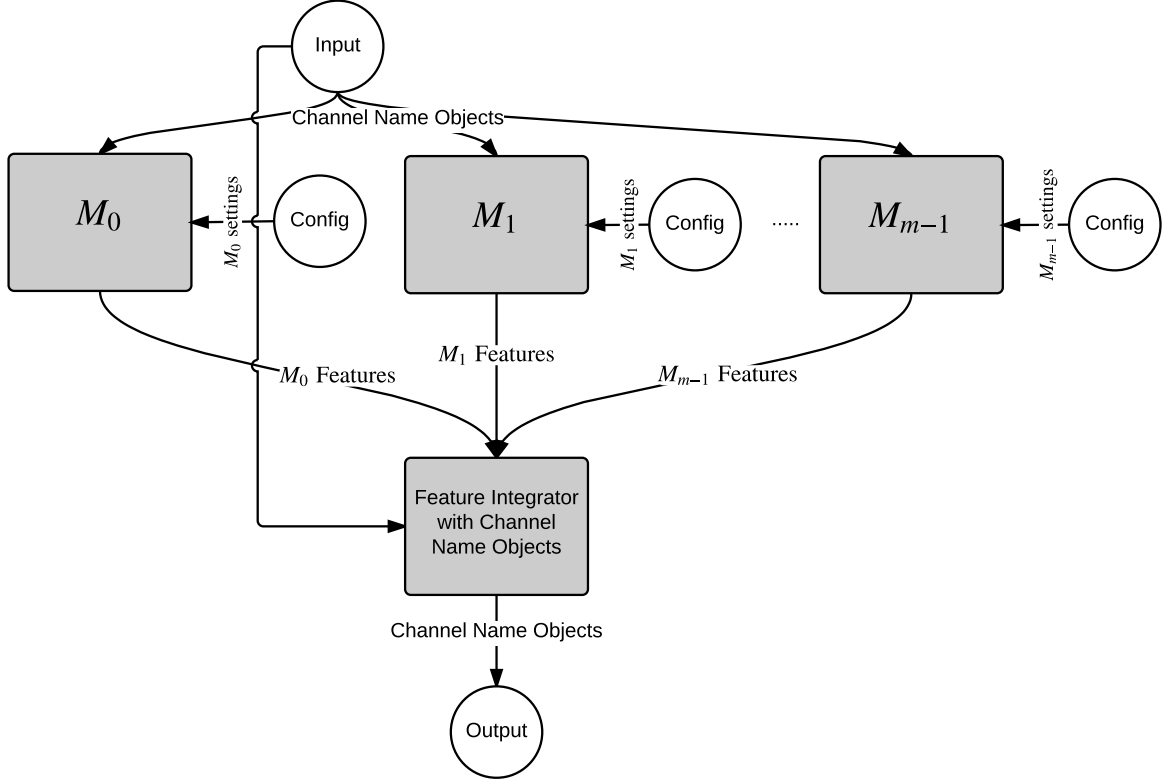 Input
Channel Name Objects
M0
M0 settings
Config
M1
M1 settings
Config
.....
Mm−1
Mm−1 settings
Config
M1 Features
M0 Features
Mm−1 Features
Feature Integrator
with Channel
Name Objects
Channel Name Objects
Output